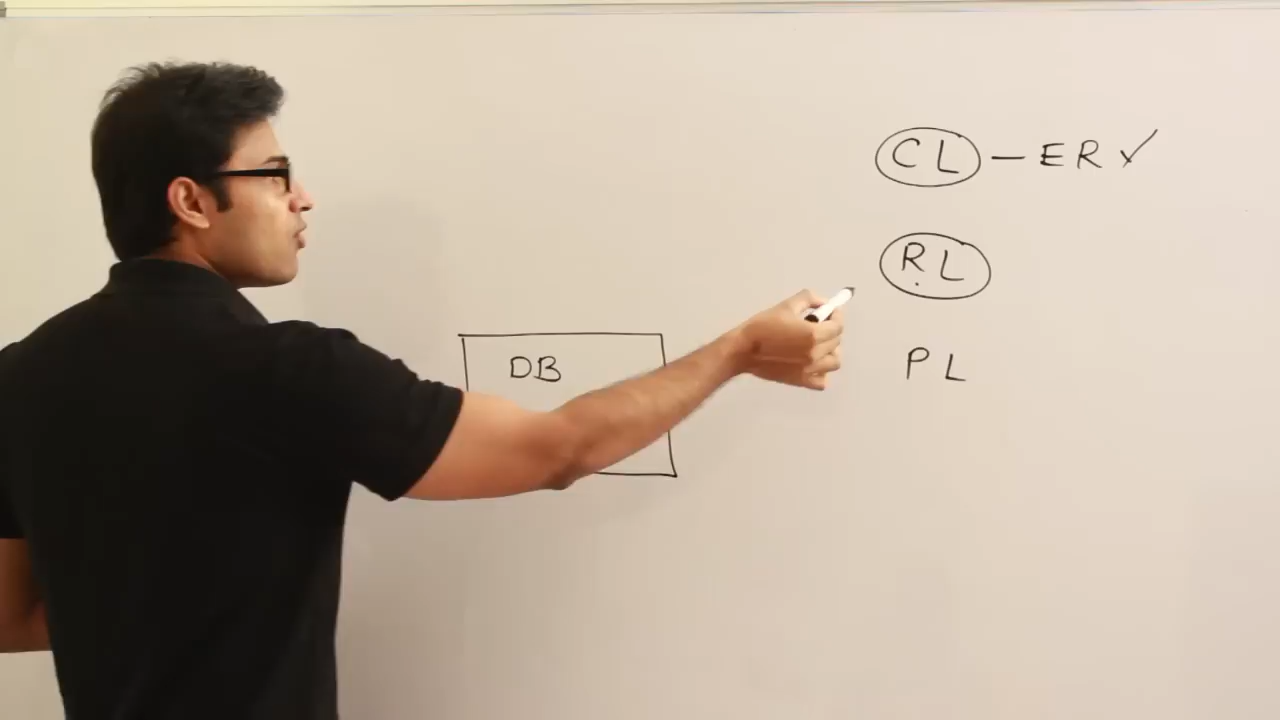 CL — ER ✓
RL
DB
PL